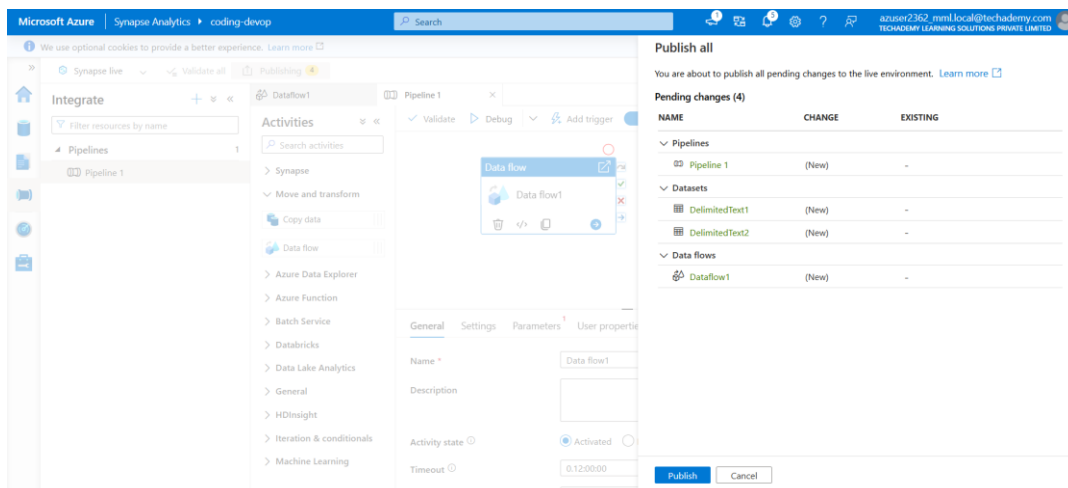 Microsoft Azure | Synapse Analytics ▸ coding-devop
Search
1
5
azuser2362_mml.local@techademy.com
TECHADEMY LEARNING SOLUTIONS PRIVATE LIMITED
We use optional cookies to provide a better experience. Learn more
Synapse live
Validate all
Publishing 4
Integrate
Filter resources by name
Pipelines 1
Pipeline 1
Dataflow1
Pipeline 1
Activities
Search activities
Synapse
Move and transform
Copy data
Data flow
Azure Data Explorer
Azure Function
Batch Service
Databricks
Data Lake Analytics
General
HDInsight
Iteration & conditionals
Machine Learning
Validate Debug Add trigger
Data flow
Data flow1
General Settings Parameters 1 User propertie
Name * Data flow1
Description
Activity state Activated
Timeout 0.12:00:00
Publish all
You are about to publish all pending changes to the live environment. Learn more
Pending changes (4)
NAME CHANGE EXISTING
Pipelines
Pipeline 1 (New) -
Datasets
DelimitedText1 (New) -
DelimitedText2 (New) -
Data flows
Dataflow1 (New) -
Publish Cancel